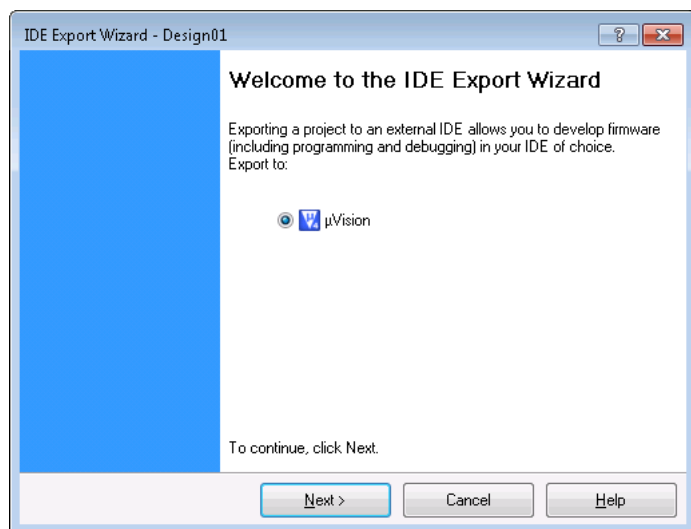 IDE Export Wizard - Design01
Welcome to the IDE Export Wizard
Exporting a project to an external IDE allows you to develop firmware
(including programming and debugging) in your IDE of choice.
Export to:
µVision
To continue, click Next.
Next >
Cancel
Help